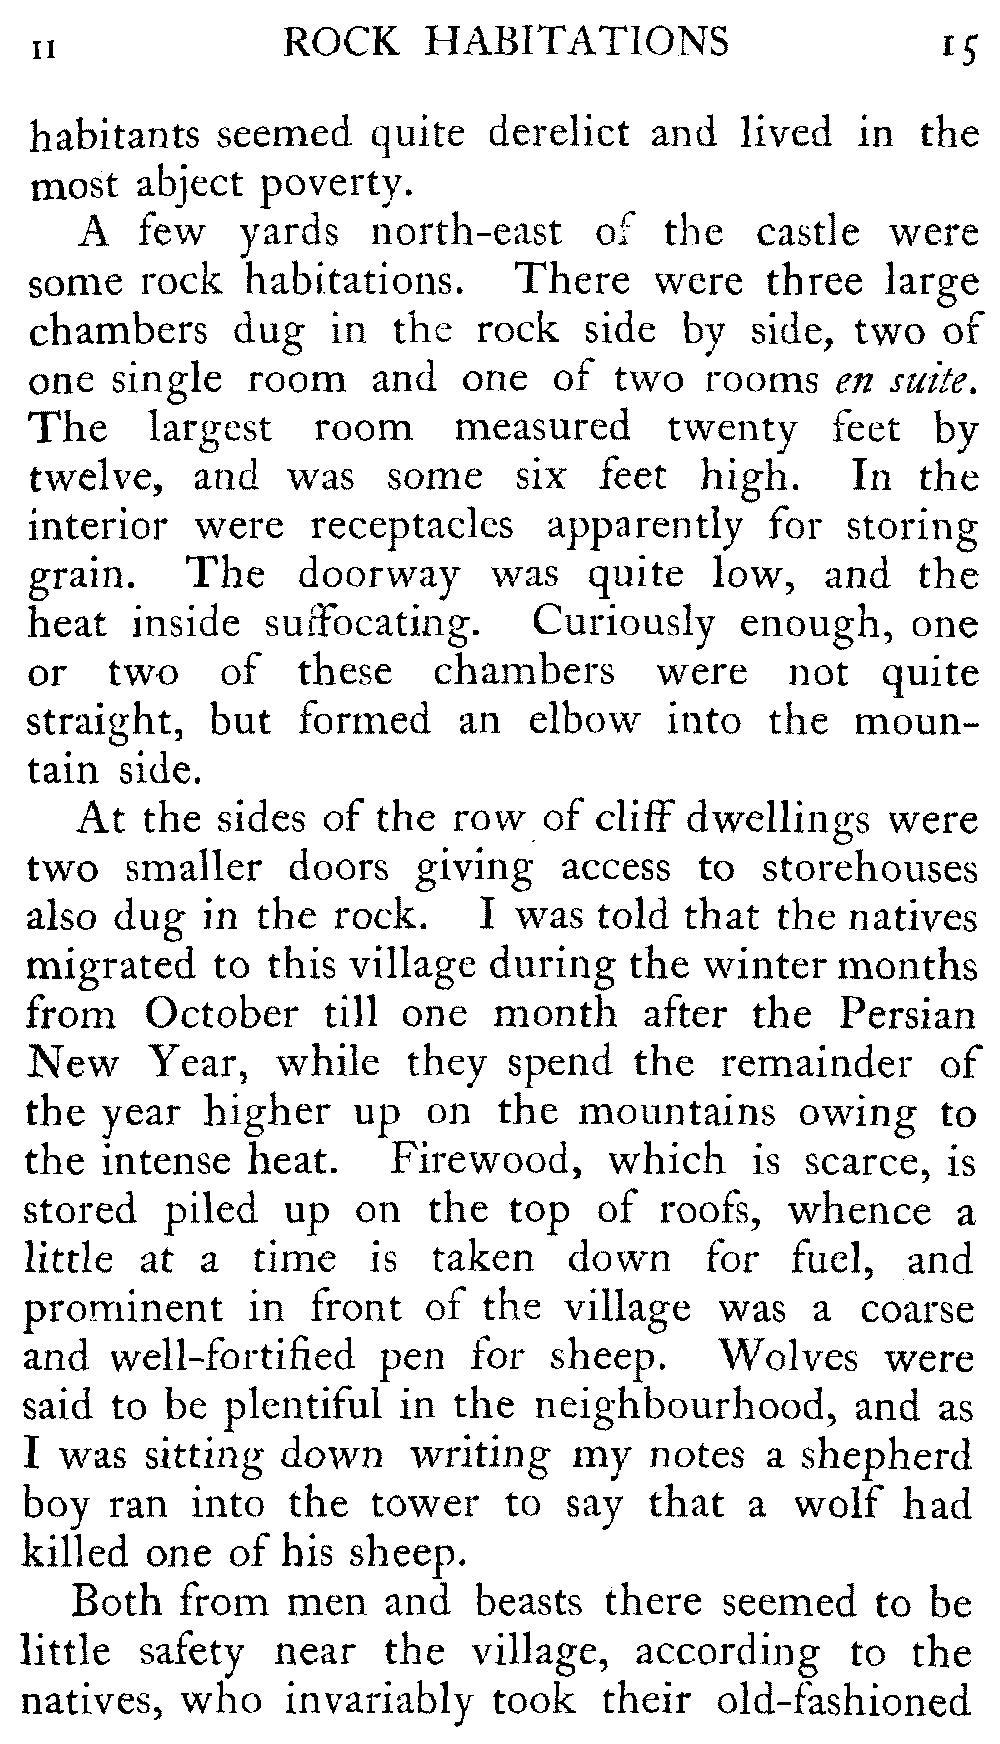 II ROCK HABITATIONS 15
habitants seemed quite derelict and lived in the
most abject poverty.
A few yards north-east of the castle were
some rock habitations. There were three large
chambers dug in the rock side by side, two of
one single room and one of two rooms en suite.
The largest room measured twenty feet by
twelve, and was some six feet high. In the
interior were receptacles apparently for storing
grain. The doorway was quite low, and the
heat inside suffocating. Curiously enough, one
or two of these chambers were not quite
straight, but formed an elbow into the moun-
tain side.
At the sides of the row of cliff dwellings were
two smaller doors giving access to storehouses
also dug in the rock. I was told that the natives
migrated to this village during the winter months
from October till one month after the Persian
New Year, while they spend the remainder of
the year higher up on the mountains owing to
the intense heat. Firewood, which is scarce, is
stored piled up on the top of roofs, whence a
little at a time is taken down for fuel, and
prominent in front of the village was a coarse
and well-fortified pen for sheep. Wolves were
said to be plentiful in the neighbourhood, and as
I was sitting down writing my notes a shepherd
boy ran into the tower to say that a wolf had
killed one of his sheep.
Both from men and beasts there seemed to be
little safety near the village, according to the
natives, who invariably took their old-fashioned